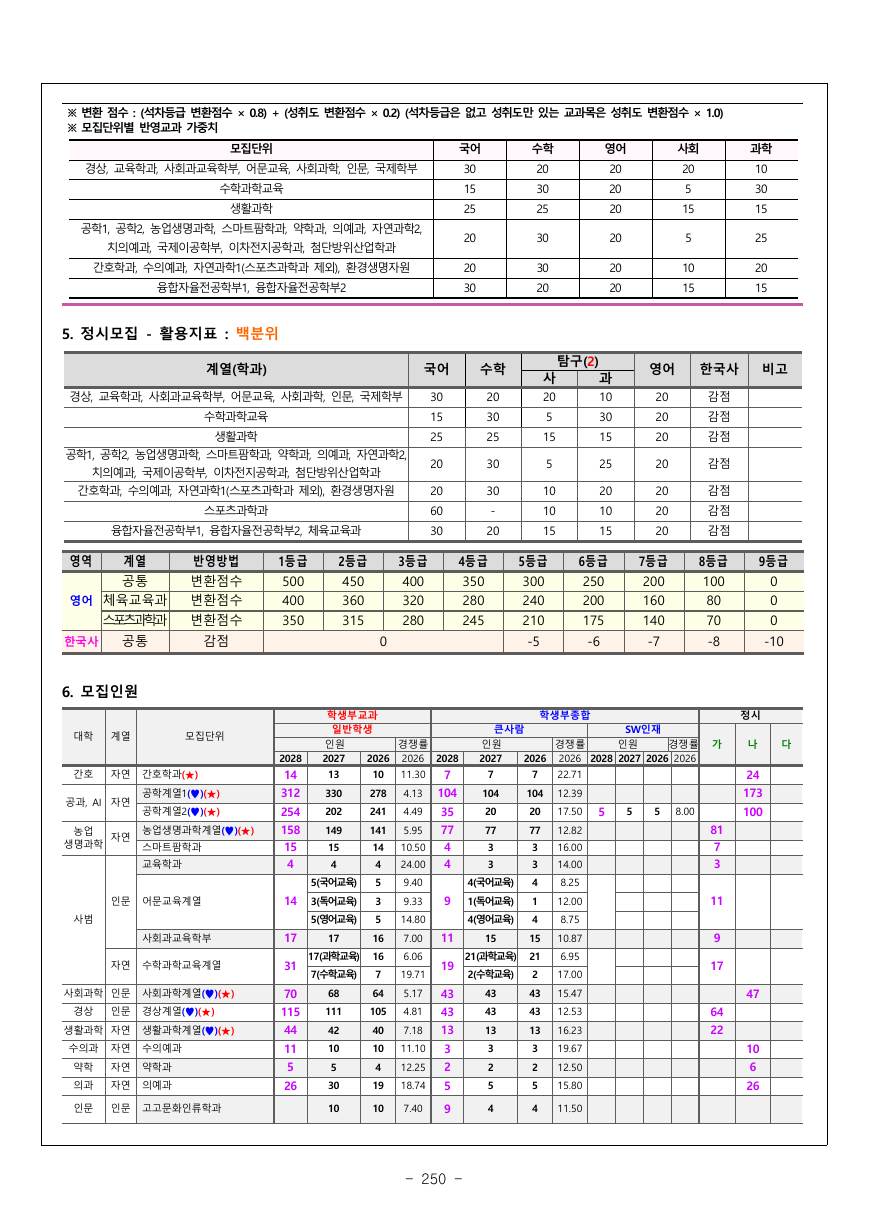 ※ 변환 점수 : (석차등급 변환점수 × 0.8) + (성취도 변환점수 × 0.2) (석차등급은 없고 성취도만 있는 교과목은 성취도 변환점수 × 1.0)
※ 모집단위별 반영교과 가중치
모집단위 국어 수학 영어 사회 과학
경상, 교육학과, 사회과교육학부, 어문교육, 사회과학, 인문, 국제학부 30 20 20 20 10
수학과학교육 15 30 20 5 30
생활과학 25 25 20 15 15
공학1, 공학2, 농업생명과학, 스마트팜학과, 약학과, 의예과, 자연과학2,
치의예과, 국제이공학부, 이차전지공학과, 첨단방위산업학과 20 30 20 5 25
간호학과, 수의예과, 자연과학1(스포츠과학과 제외), 환경생명자원 20 30 20 10 20
융합자율전공학부1, 융합자율전공학부2 30 20 20 15 15
5. 정시모집 - 활용지표 : 백분위
계열(학과) 국어 수학 탐구(2) 영어 한국사 비고
사 과
경상, 교육학과, 사회과교육학부, 어문교육, 사회과학, 인문, 국제학부 30 20 20 10 20 감점
수학과학교육 15 30 5 30 20 감점
생활과학 25 25 15 15 20 감점
공학1, 공학2, 농업생명과학, 스마트팜학과, 약학과, 의예과, 자연과학2,
치의예과, 국제이공학부, 이차전지공학과, 첨단방위산업학과 20 30 5 25 20 감점
간호학과, 수의예과, 자연과학1(스포츠과학과 제외), 환경생명자원 20 30 10 20 20 감점
스포츠과학과 60 - 10 10 20 감점
융합자율전공학부1, 융합자율전공학부2, 체육교육과 30 20 15 15 20 감점
영역 계열 반영방법 1등급 2등급 3등급 4등급 5등급 6등급 7등급 8등급 9등급
영어 공통 변환점수 500 450 400 350 300 250 200 100 0
체육교육과 변환점수 400 360 320 280 240 200 160 80 0
스포츠과학과 변환점수 350 315 280 245 210 175 140 70 0
한국사 공통 감점 0 -5 -6 -7 -8 -10
6. 모집인원
대학 계열 모집단위 학생부교과 학생부종합 정시
일반학생 큰사람 SW인재 가 나 다
인원 경쟁률 인원 경쟁률 인원 경쟁률
2028 2027 2026 2026 2028 2027 2026 2026 2028 2027 2026 2026
간호 자연 간호학과(★) 14 13 10 11.30 7 7 7 22.71 24
공과, AI 자연 공학계열1(♥)(★) 312 330 278 4.13 104 104 104 12.39 173
공학계열2(♥)(★) 254 202 241 4.49 35 20 20 17.50 5 5 5 8.00 100
농업
생명과학 자연 농업생명과학계열(♥)(★) 158 149 141 5.95 77 77 77 12.82 81
스마트팜학과 15 15 14 10.50 4 3 3 16.00 7
사범 인문 교육학과 4 4 4 24.00 4 3 3 14.00 3
어문교육계열 14 5(국어교육) 5 9.40 9 4(국어교육) 4 8.25 11
3(독어교육) 3 9.33 1(독어교육) 1 12.00
5(영어교육) 5 14.80 4(영어교육) 4 8.75
사회과교육학부 17 17 16 7.00 11 15 15 10.87 9
자연 수학과학교육계열 31 17(과학교육) 16 6.06 19 21(과학교육) 21 6.95 17
7(수학교육) 7 19.71 2(수학교육) 2 17.00
사회과학 인문 사회과학계열(♥)(★) 70 68 64 5.17 43 43 43 15.47 47
경상 인문 경상계열(♥)(★) 115 111 105 4.81 43 43 43 12.53 64
생활과학 자연 생활과학계열(♥)(★) 44 42 40 7.18 13 13 13 16.23 22
수의과 자연 수의예과 11 10 10 11.10 3 3 3 19.67 10
약학 자연 약학과 5 5 4 12.25 2 2 2 12.50 6
의과 자연 의예과 26 30 19 18.74 5 5 5 15.80 26
인문 인문 고고문화인류학과 10 10 7.40 9 4 4 11.50
- 250 -